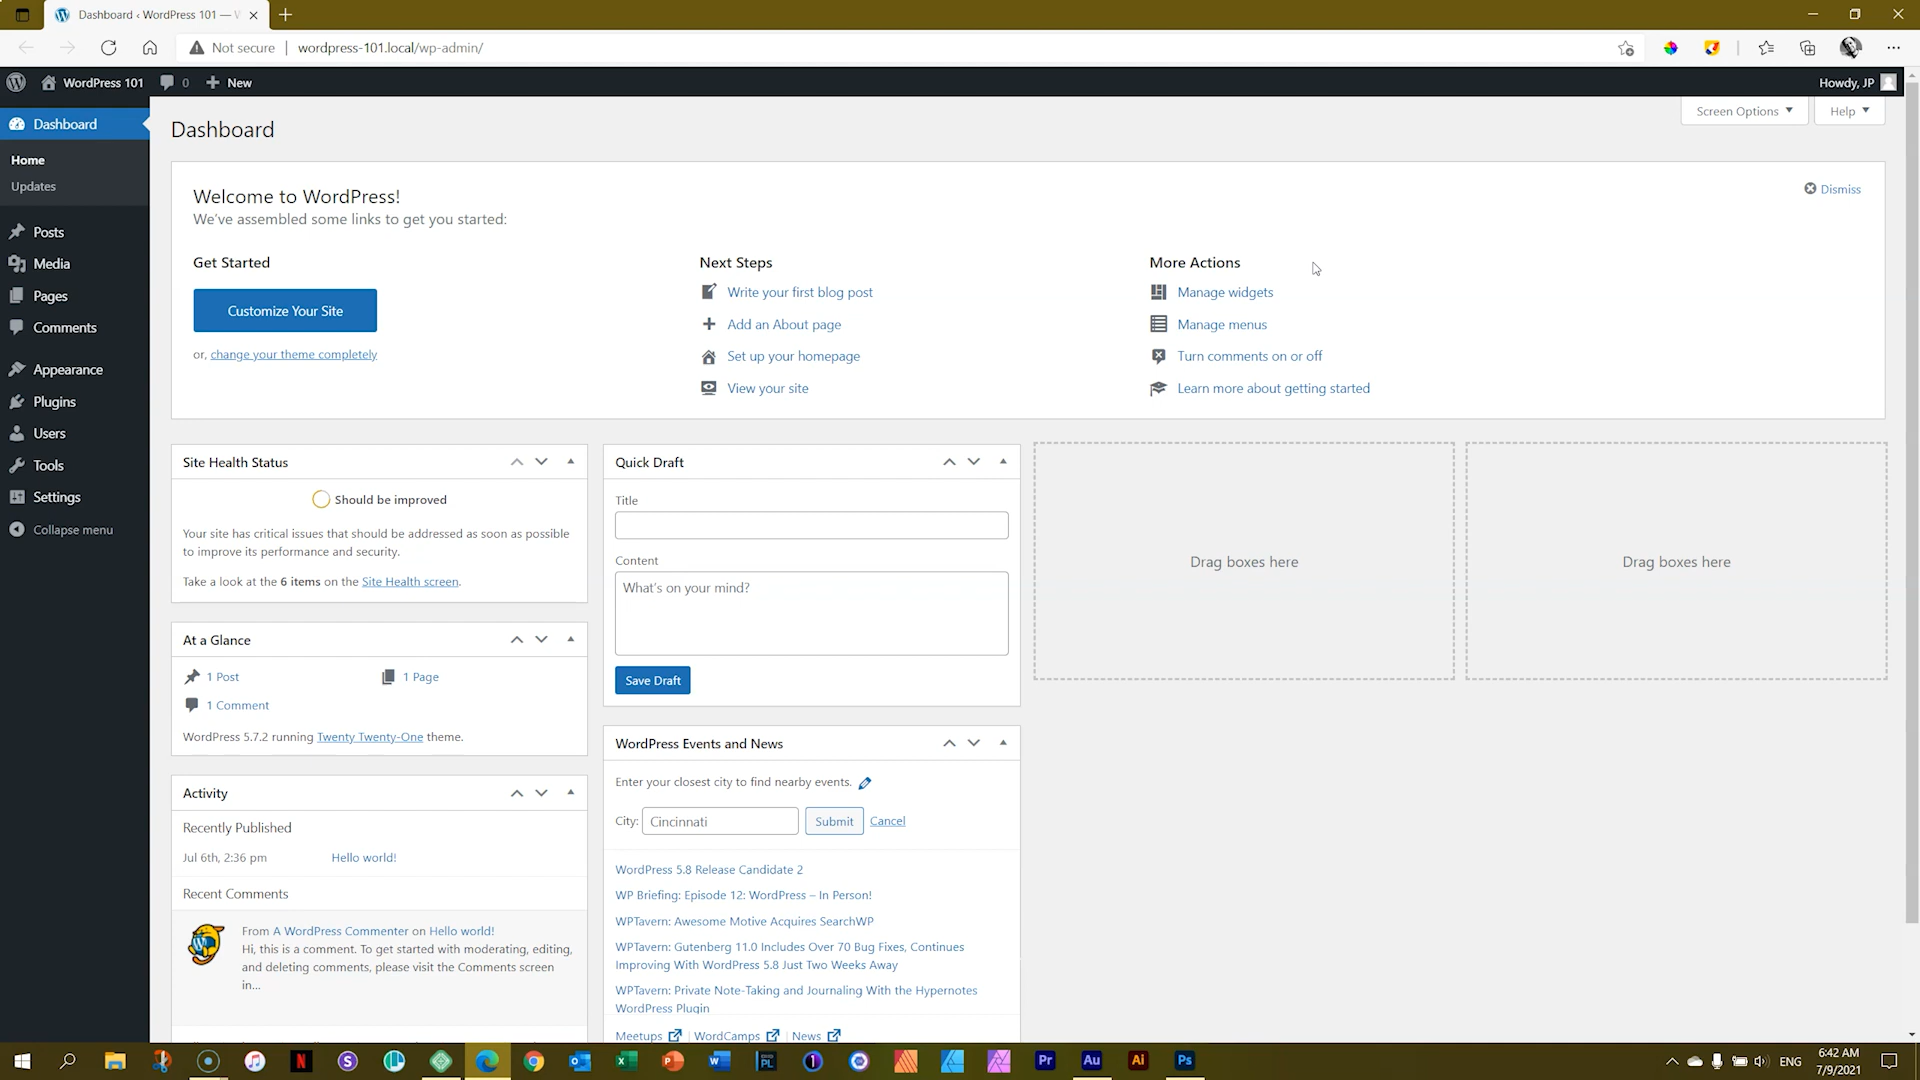 Dashboard ‹ WordPress 101 — W
Not secure
wordpress-101.local/wp-admin/
WordPress 101
0
New
Howdy, JP
Dashboard
Home
Updates
Posts
Media
Pages
Comments
Appearance
Plugins
Users
Tools
Settings
Collapse menu
Dashboard
Screen Options
Help
Welcome to WordPress!
We've assembled some links to get you started:
Dismiss
Get Started
Customize Your Site
or, change your theme completely
Next Steps
Write your first blog post
Add an About page
Set up your homepage
View your site
More Actions
Manage widgets
Manage menus
Turn comments on or off
Learn more about getting started
Site Health Status
Should be improved
Your site has critical issues that should be addressed as soon as possible
to improve its performance and security.
Take a look at the 6 items on the Site Health screen.
At a Glance
1 Post
1 Page
1 Comment
WordPress 5.7.2 running Twenty Twenty-One theme.
Activity
Recently Published
Jul 6th, 2:36 pm
Hello world!
Recent Comments
From A WordPress Commenter on Hello world!
Hi, this is a comment. To get started with moderating, editing,
and deleting comments, please visit the Comments screen
in...
Quick Draft
Title
Content
What's on your mind?
Save Draft
WordPress Events and News
Enter your closest city to find nearby events.
City:
Cincinnati
Submit
Cancel
WordPress 5.8 Release Candidate 2
WP Briefing: Episode 12: WordPress – In Person!
WPTavern: Awesome Motive Acquires SearchWP
WPTavern: Gutenberg 11.0 Includes Over 70 Bug Fixes, Continues
Improving With WordPress 5.8 Just Two Weeks Away
WPTavern: Private Note-Taking and Journaling With the Hypernotes
WordPress Plugin
Meetups | WordCamps | News
Drag boxes here
Drag boxes here
Pr
Au
Ai
Ps
ENG
6:42 AM
7/9/2021